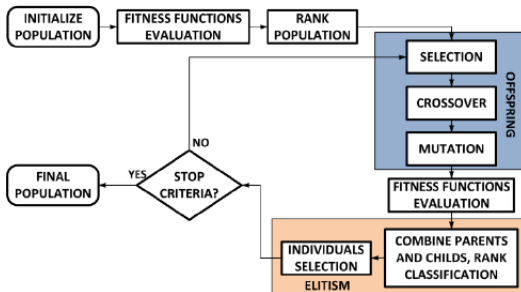 INITIALIZE
POPULATION
FITNESS FUNCTIONS
EVALUATION
RANK
POPULATION
SELECTION
CROSSOVER
MUTATION
OFFSPRING
NO
YES
FINAL
POPULATION
STOP
CRITERIA?
FITNESS FUNCTIONS
EVALUATION
INDIVIDUALS
SELECTION
COMBINE PARENTS
AND CHILDS, RANK
CLASSIFICATION
ELITISM